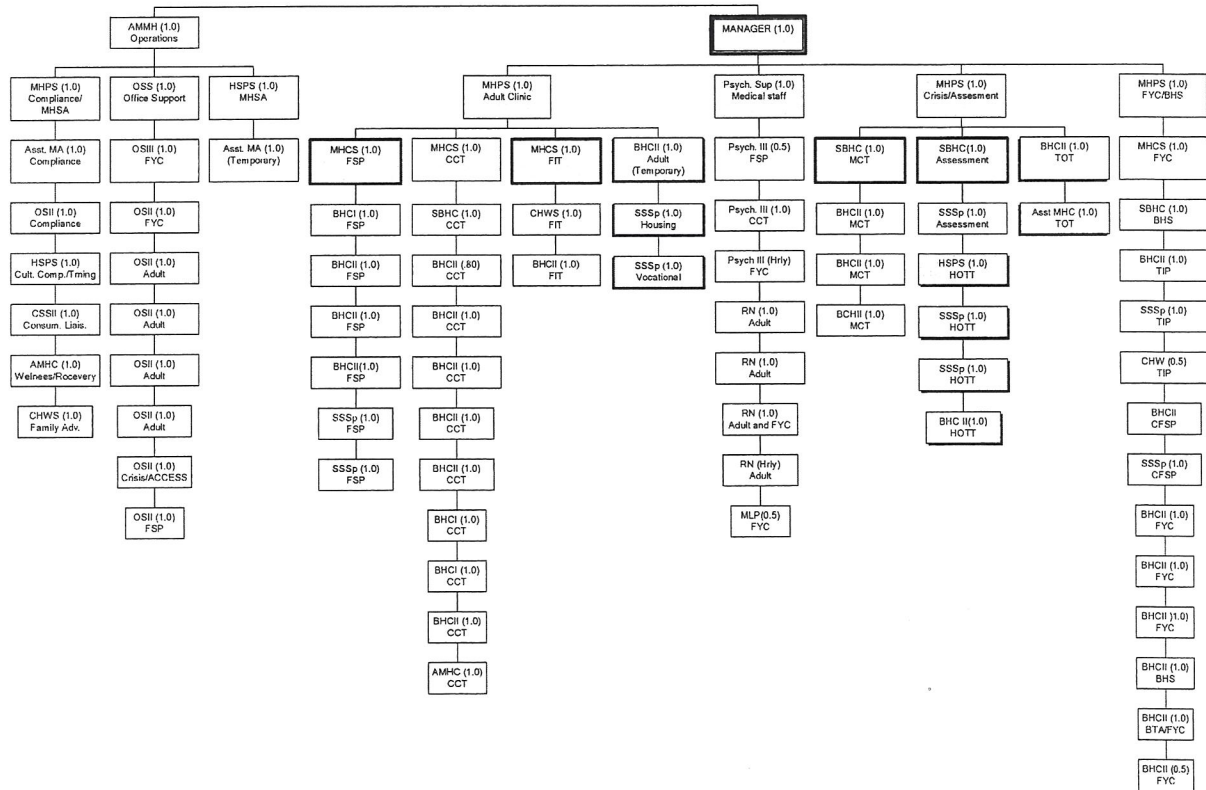 AMMH (1.0)
Operations
MANAGER (1.0)
MHPS (1.0)
Compliance/
MHSA
OSS (1.0)
Office Support
HSPS (1.0)
MHSA
MHPS (1.0)
Adult Clinic
Psych. Sup (1.0)
Medical staff
MHPS (1.0)
Crisis/Assesment
MHPS (1.0)
FYC/BHS
Asst. MA (1.0)
Compliance
OSII (1.0)
Compliance
HSPS (1.0)
Cult. Comp./Trning
CSSII (1.0)
Consum. Liais.
AMHC (1.0)
Welnees/Rocevery
CHWS (1.0)
Family Adv.
OSIII (1.0)
FYC
OSII (1.0)
FYC
OSII (1.0)
Adult
OSII (1.0)
Adult
OSII (1.0)
Adult
OSII (1.0)
Adult
OSII (1.0)
Crisis/ACCESS
OSII (1.0)
FSP
Asst. MA (1.0)
(Temporary)
MHCS (1.0)
FSP
BHCI (1.0)
FSP
BHCII (1.0)
FSP
BHCII (1.0)
FSP
BHCII(1.0)
FSP
SSSp (1.0)
FSP
SSSp (1.0)
FSP
MHCS (1.0)
CCT
SBHC (1.0)
CCT
BHCII (.80)
CCT
BHCII (1.0)
CCT
BHCII (1.0)
CCT
BHCII (1.0)
CCT
BHCII (1.0)
CCT
BHCI (1.0)
CCT
BHCI (1.0)
CCT
BHCII (1.0)
CCT
AMHC (1.0)
CCT
MHCS (1.0)
FIT
CHWS (1.0)
FIT
BHCII (1.0)
FIT
BHCII (1.0)
Adult
(Temporary)
SSSp (1.0)
Housing
SSSp (1.0)
Vocational
Psych. III (0.5)
FSP
Psych. III (1.0)
CCT
Psych III (Hrly)
FYC
RN (1.0)
Adult
RN (1.0)
Adult
RN (1.0)
Adult and FYC
RN (Hrly)
Adult
MLP(0.5)
FYC
SBHC (1.0)
MCT
BHCII (1.0)
MCT
BHCII (1.0)
MCT
BCHII (1.0)
MCT
SBHC(1.0)
Assessment
SSSp (1.0)
Assessment
HSPS (1.0)
HOTT
SSSp (1.0)
HOTT
SSSp (1.0)
HOTT
BHC II(1.0)
HOTT
BHCII (1.0)
TOT
Asst MHC (1.0)
TOT
MHCS (1.0)
FYC
SBHC (1.0)
BHS
BHCII (1.0)
TIP
SSSp (1.0)
TIP
CHW (0.5)
TIP
BHCII
CFSP
SSSp (1.0)
CFSP
BHCII (1.0)
FYC
BHCII (1.0)
FYC
BHCII )1.0)
FYC
BHCII (1.0)
BHS
BHCII (1.0)
BTA/FYC
BHCII (0.5)
FYC